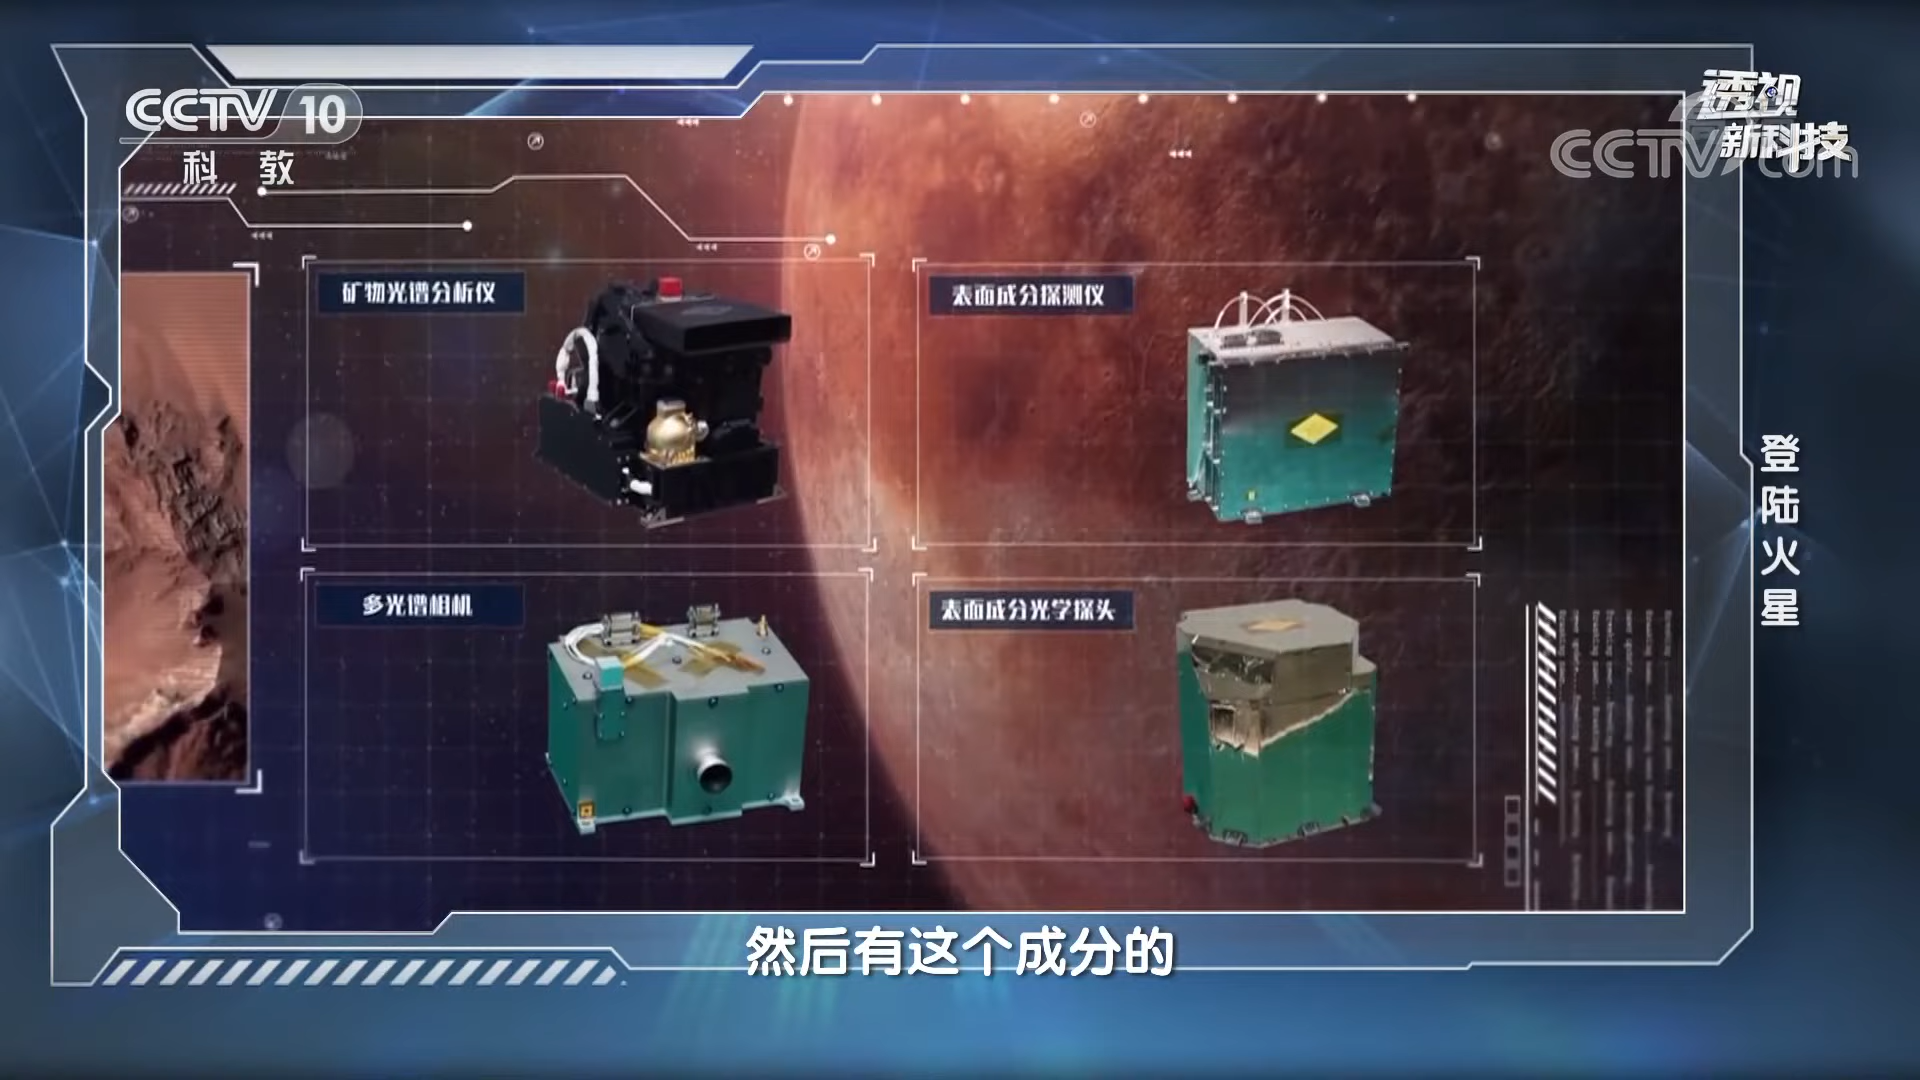 CCTV 10
科 教
透视
新科技
CCTV.com
矿物光谱分析仪
表面成分探测仪
多光谱相机
表面成分光学探头
登陆火星
然后有这个成分的